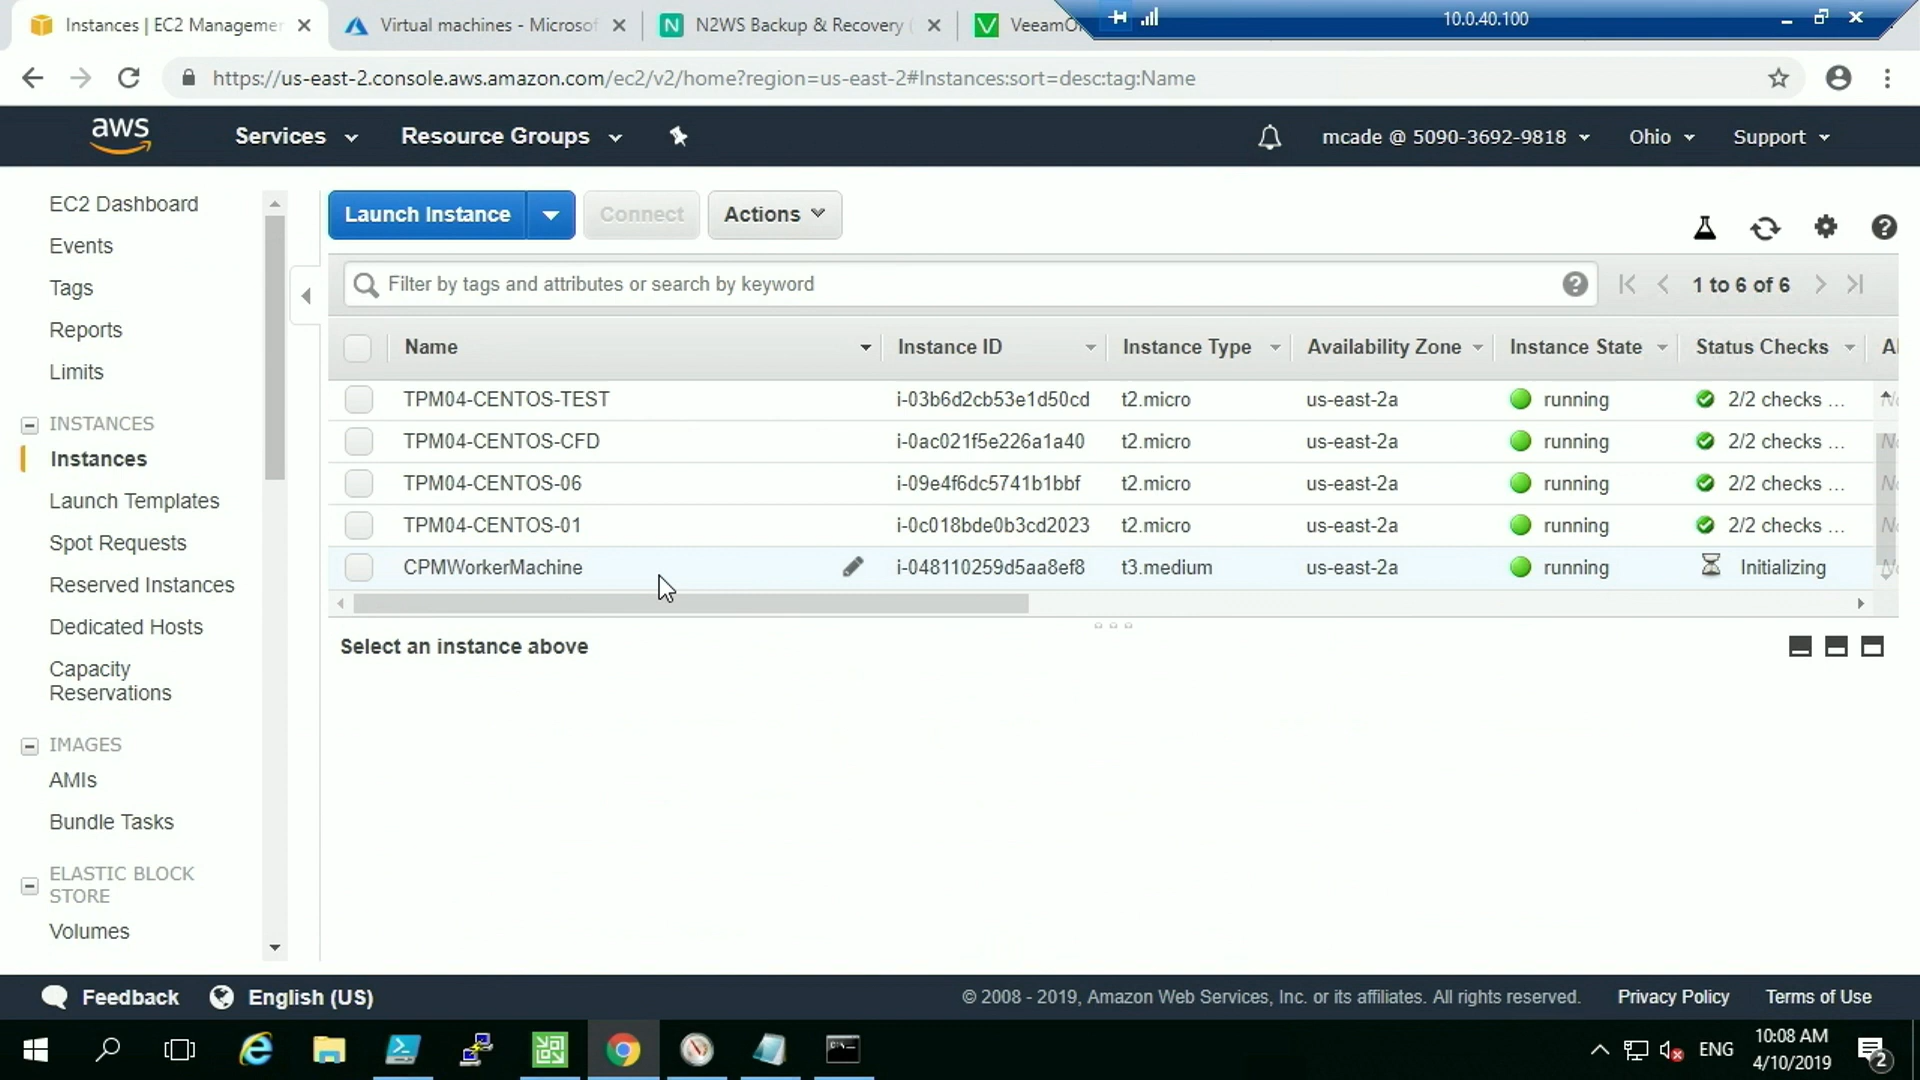 Instances | EC2 Managemer
Virtual machines - Microsof
N2WS Backup & Recovery (
VeeamO
10.0.40.100
https://us-east-2.console.aws.amazon.com/ec2/v2/home?region=us-east-2#Instances:sort=desc:tag:Name
aws
Services
Resource Groups
mcade @ 5090-3692-9818
Ohio
Support
EC2 Dashboard
Events
Tags
Reports
Limits
INSTANCES
Instances
Launch Templates
Spot Requests
Reserved Instances
Dedicated Hosts
Capacity
Reservations
IMAGES
AMIs
Bundle Tasks
ELASTIC BLOCK
STORE
Volumes
Launch Instance
Connect
Actions
Filter by tags and attributes or search by keyword
1 to 6 of 6
Name Instance ID Instance Type Availability Zone Instance State Status Checks Al
TPM04-CENTOS-TEST i-03b6d2cb53e1d50cd t2.micro us-east-2a running 2/2 checks ...
TPM04-CENTOS-CFD i-0ac021f5e226a1a40 t2.micro us-east-2a running 2/2 checks ...
TPM04-CENTOS-06 i-09e4f6dc5741b1bbf t2.micro us-east-2a running 2/2 checks ...
TPM04-CENTOS-01 i-0c018bde0b3cd2023 t2.micro us-east-2a running 2/2 checks ...
CPMWorkerMachine i-048110259d5aa8ef8 t3.medium us-east-2a running Initializing
Select an instance above
Feedback
English (US)
© 2008 - 2019, Amazon Web Services, Inc. or its affiliates. All rights reserved.
Privacy Policy
Terms of Use
ENG
10:08 AM
4/10/2019
2